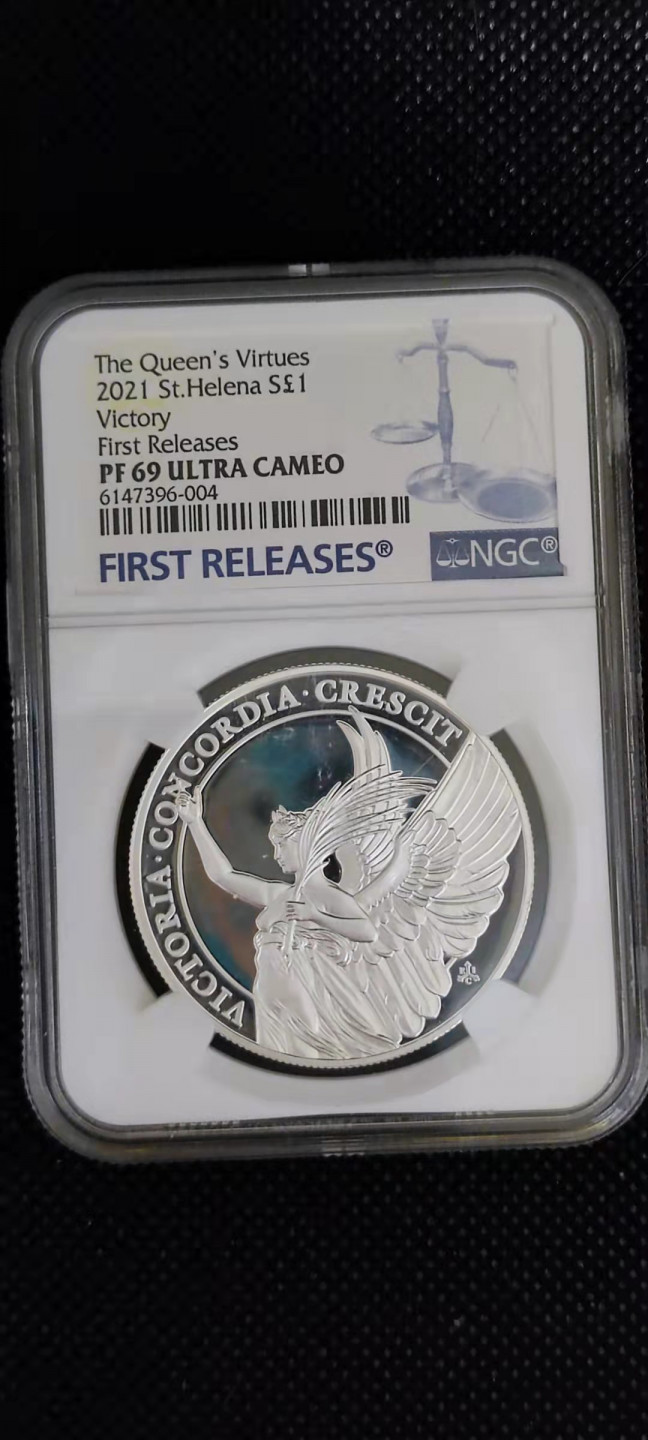 The Queen's Virtues
2021 St.Helena S£1
Victory
First Releases
PF 69 ULTRA CAMEO
6147396-004
FIRST RELEASES®
NGC®
VICTORIA·CONCORDIA·CRESCIT